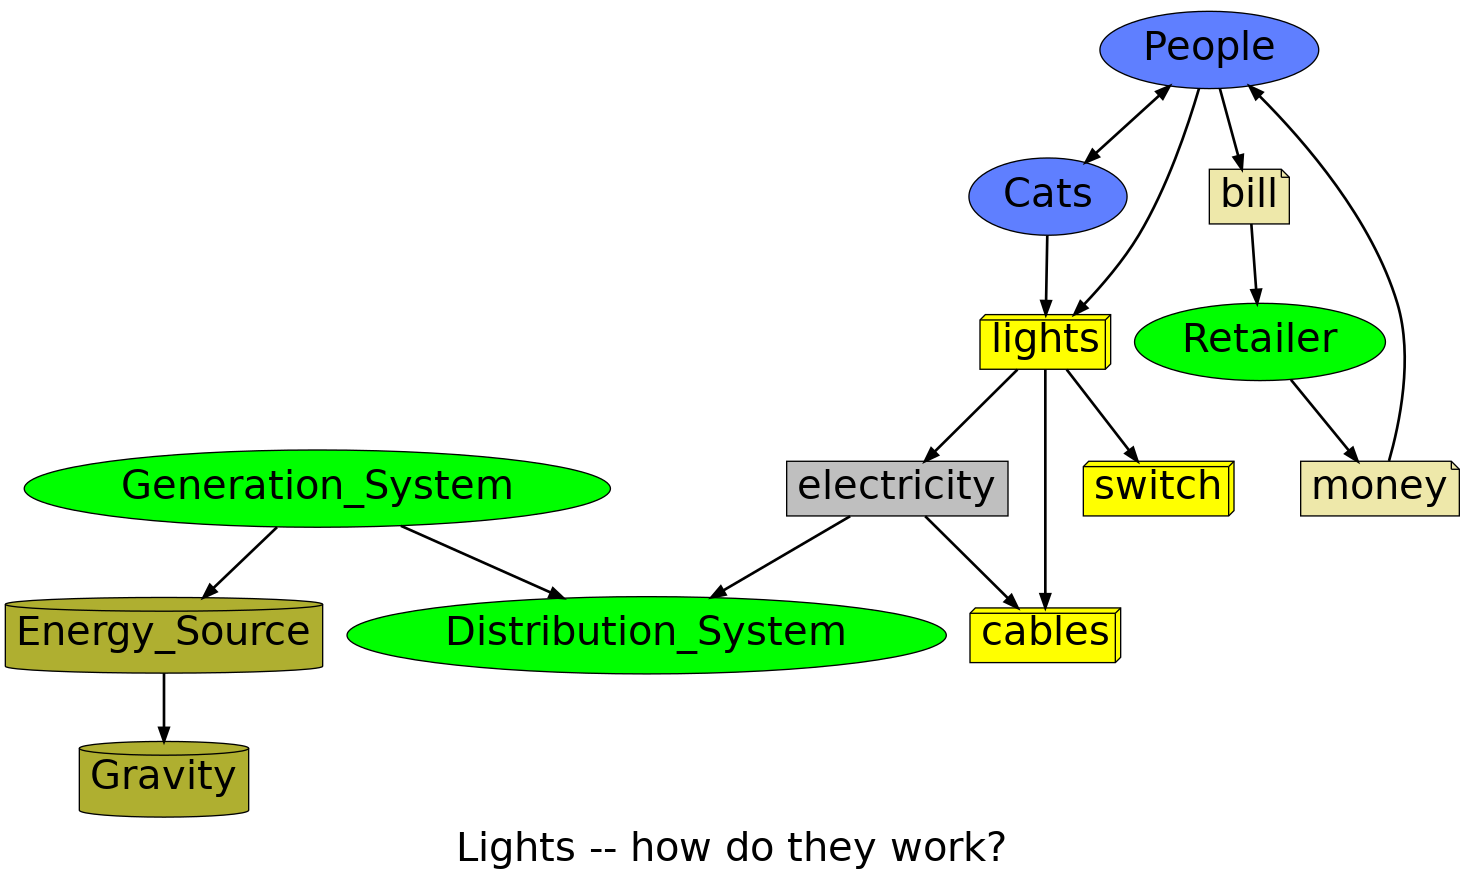 People
Cats
bill
lights
Retailer
Generation_System
electricity
switch
money
Energy_Source
Distribution_System
cables
Gravity
Lights -- how do they work?